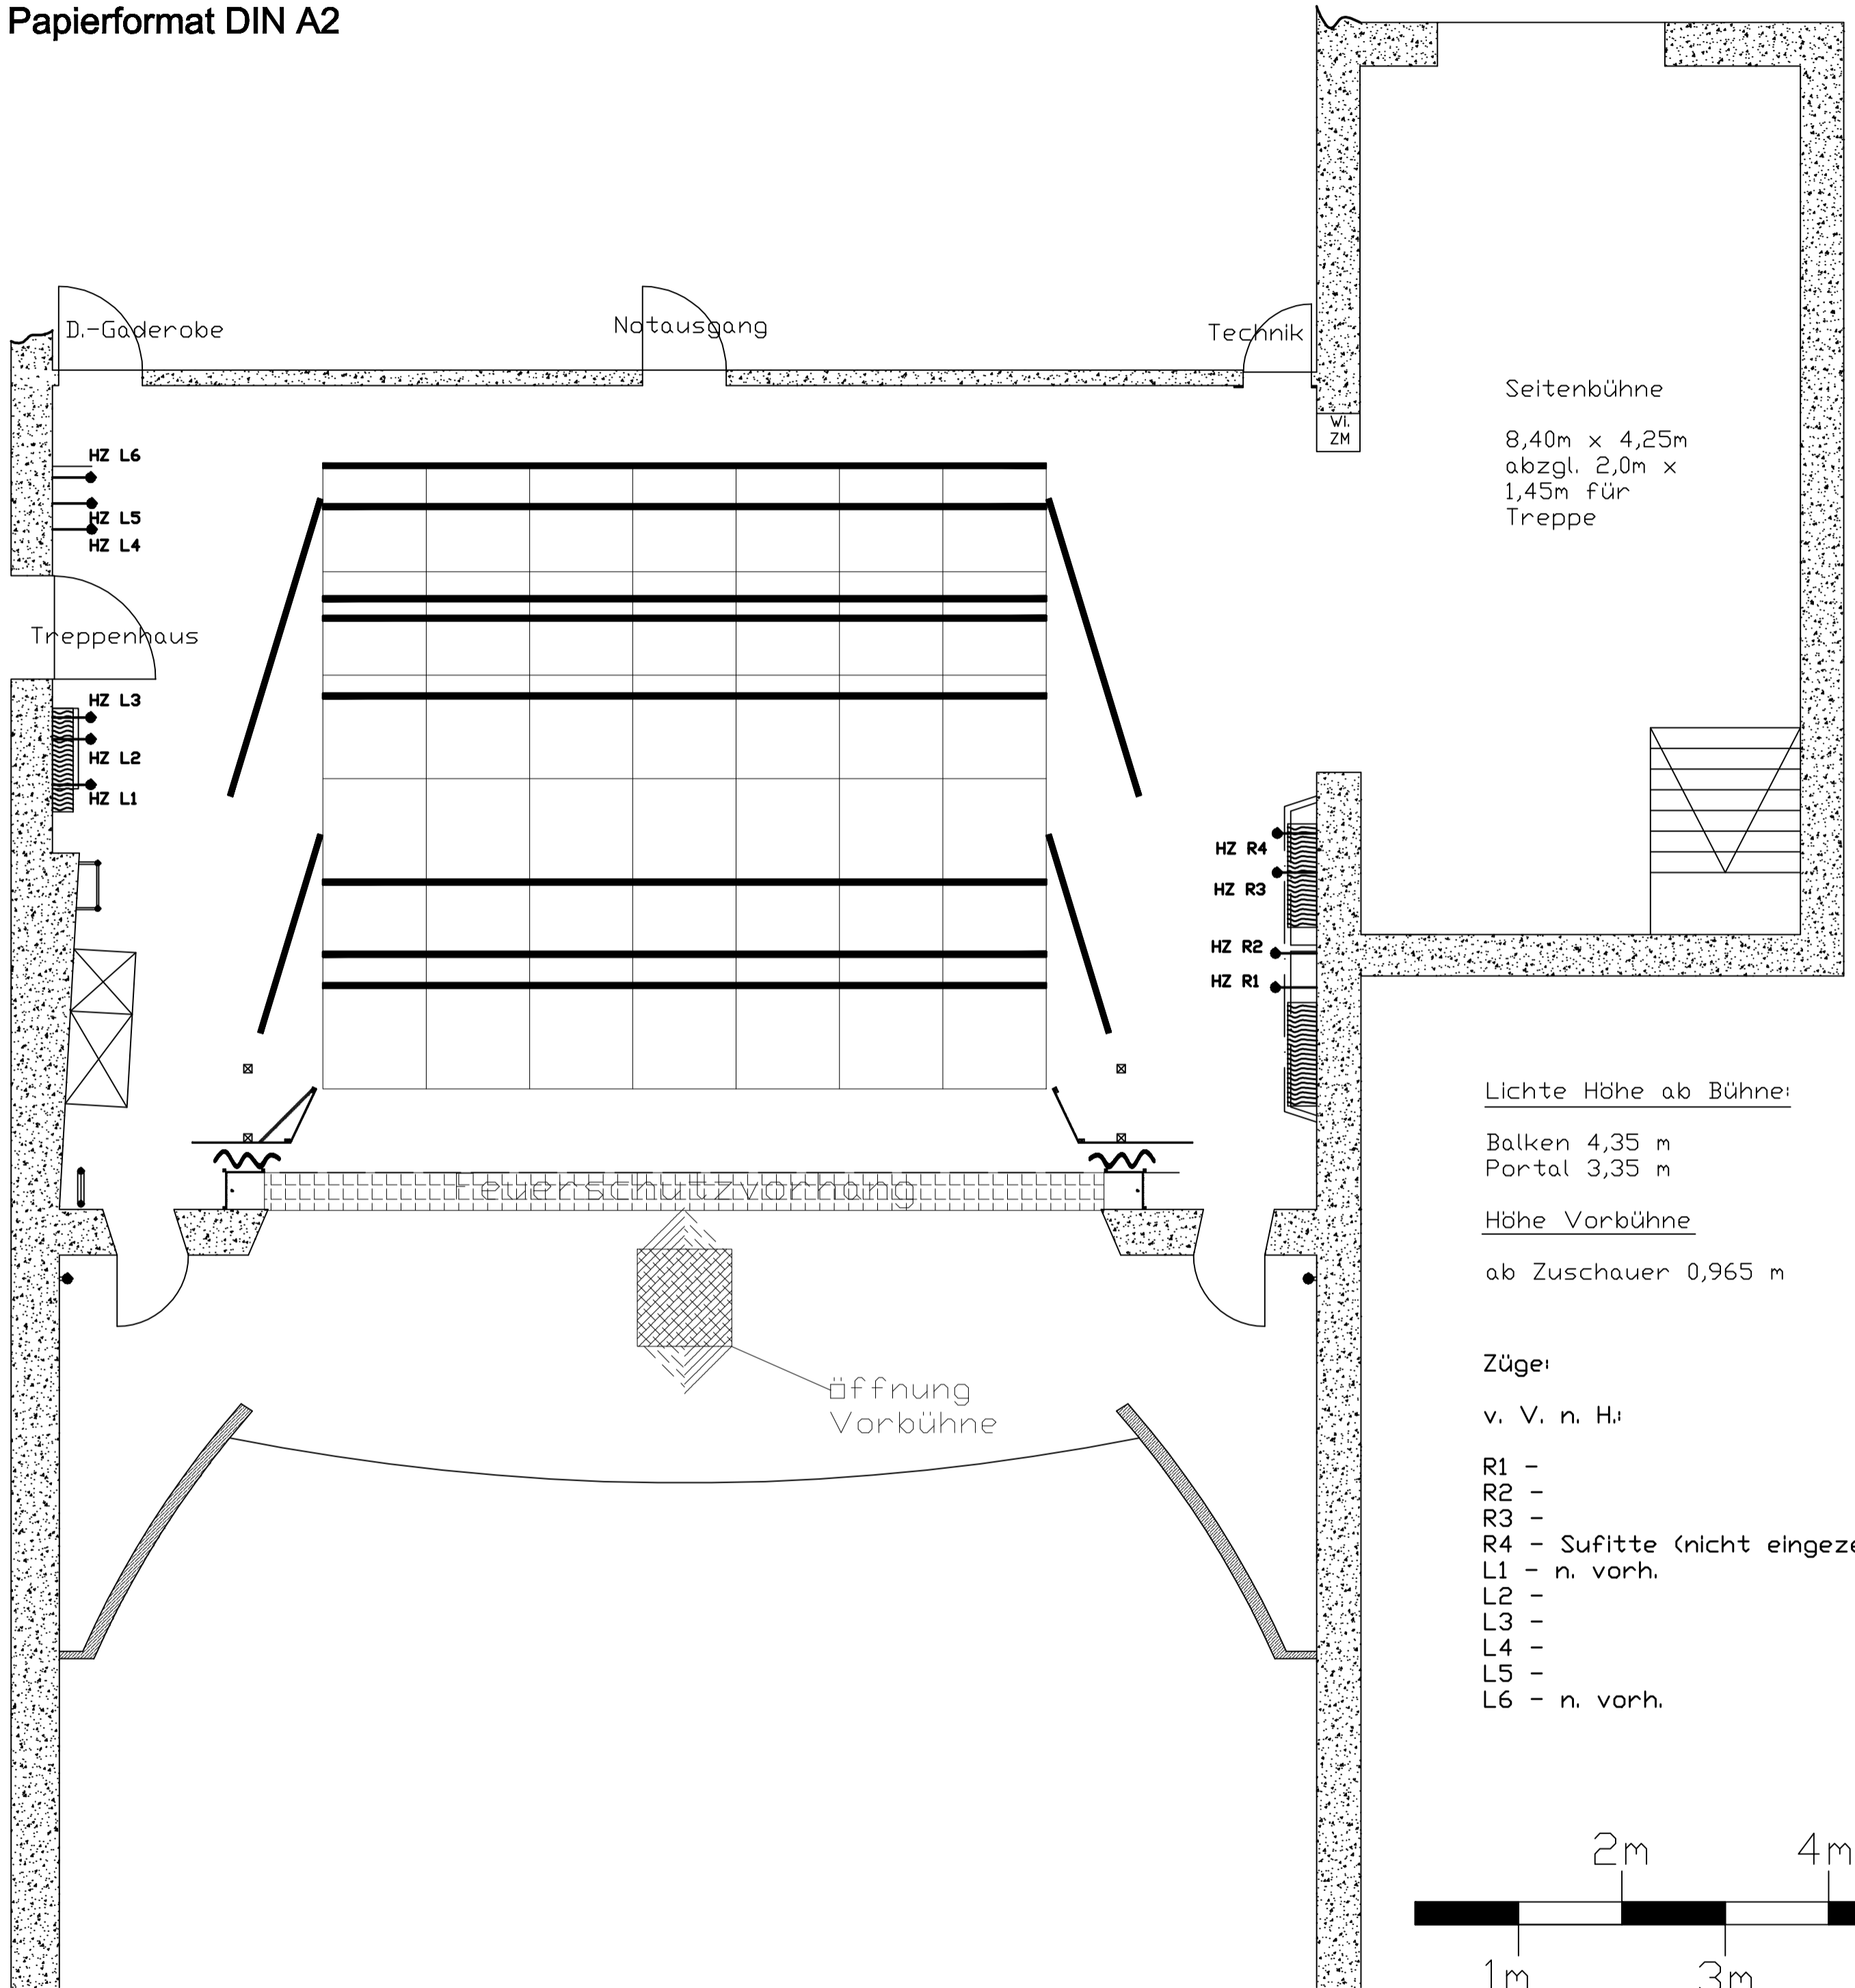 Papierformat DIN A2
D.-Gaderobe
Notausgang
Technik
Wi.
ZM
Seitenbühne
8,40m x 4,25m
abzgl. 2,0m x
1,45m für
Treppe
HZ L6
HZ L5
HZ L4
Treppenhaus
HZ L3
HZ L2
HZ L1
HZ R4
HZ R3
HZ R2
HZ R1
Lichte Höhe ab Bühne:
Balken 4,35 m
Portal 3,35 m
Feuerschutzvorhang
Höhe Vorbühne
ab Zuschauer 0,965 m
Öffnung
Vorbühne
Züge:
v. V. n. H.:
R1 -
R2 -
R3 -
R4 - Sufitte (nicht eingeze
L1 - n. vorh.
L2 -
L3 -
L4 -
L5 -
L6 - n. vorh.
2m
4m
1m
3m